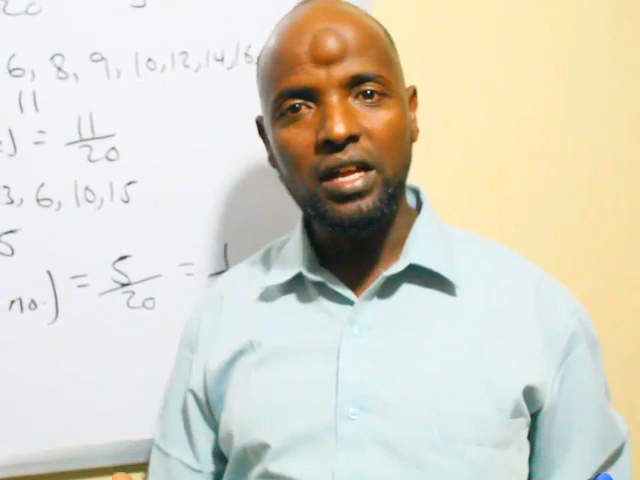 20
6, 8, 9, 10, 12, 14, 16,
11
) = 11/20
3, 6, 10, 15
5
no.) = 5/20 =